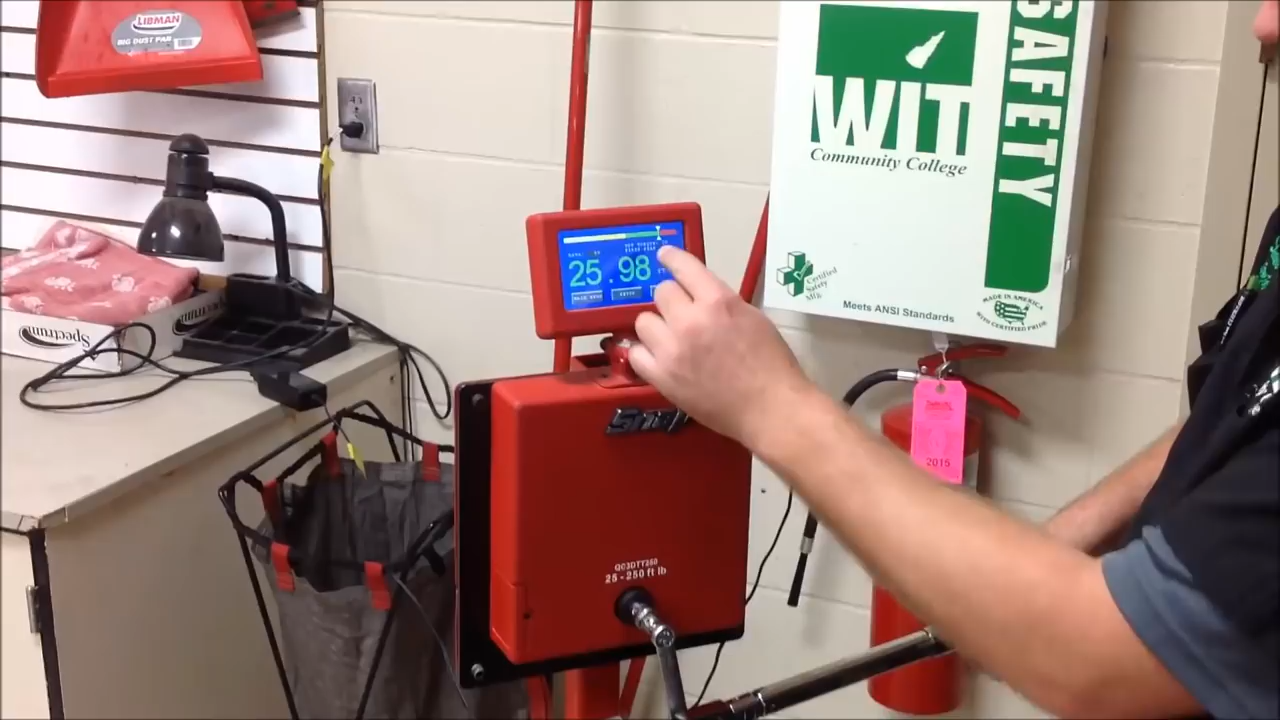 LIBMAN
BIG DUST PAN
WIT
Community College
SAFETY
Certified
Safety
Mfg.
Meets ANSI Standards
MADE IN AMERICA
WITH CERTIFIED PRIDE
25.98
Spectrum
Snap
QC3DTT250
25 - 250 ft lb
2015